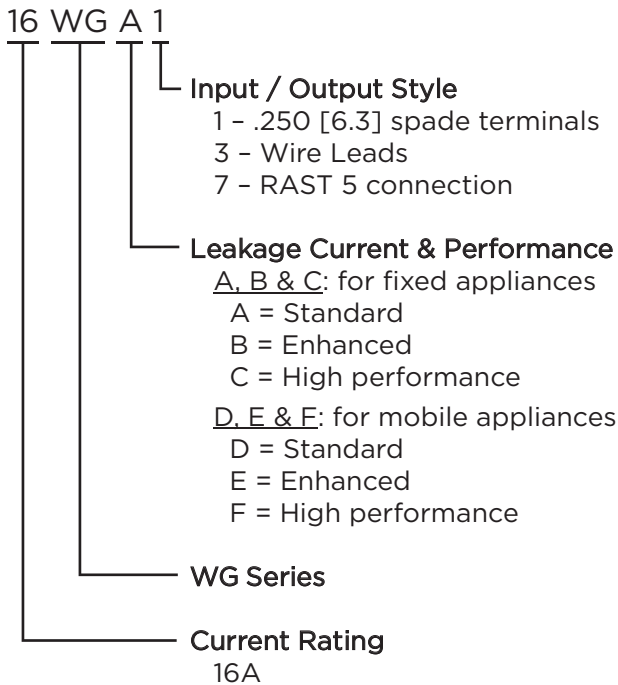 16 WG A 1
Input / Output Style
1 – .250 [6.3] spade terminals
3 – Wire Leads
7 – RAST 5 connection
Leakage Current & Performance
A, B & C: for fixed appliances
A = Standard
B = Enhanced
C = High performance
D, E & F: for mobile appliances
D = Standard
E = Enhanced
F = High performance
WG Series
Current Rating
16A